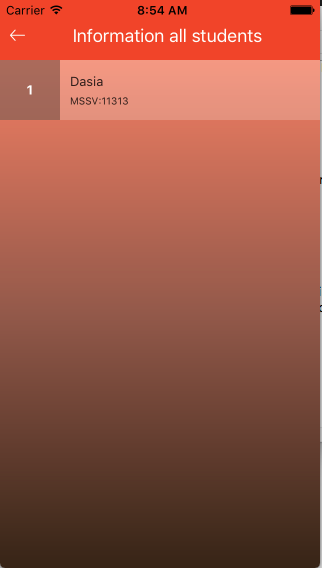 Carrier 8:54 AM
Information all students
1
Dasia
MSSV:11313